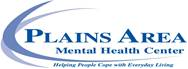 PLAINS AREA
Mental Health Center
Helping People Cope with Everyday Living